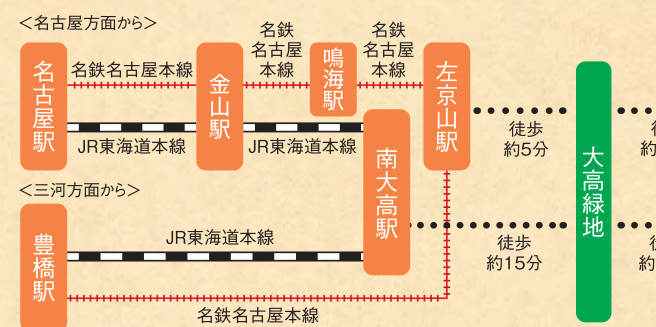 <名古屋方面から>
名古屋駅
名鉄名古屋本線
金山駅
名鉄
名古屋
本線
鳴海駅
名鉄
名古屋
本線
左京山駅
徒歩
約5分
JR東海道本線
JR東海道本線
南大高駅
大高緑地
<三河方面から>
豊橋駅
JR東海道本線
徒歩
約15分
名鉄名古屋本線